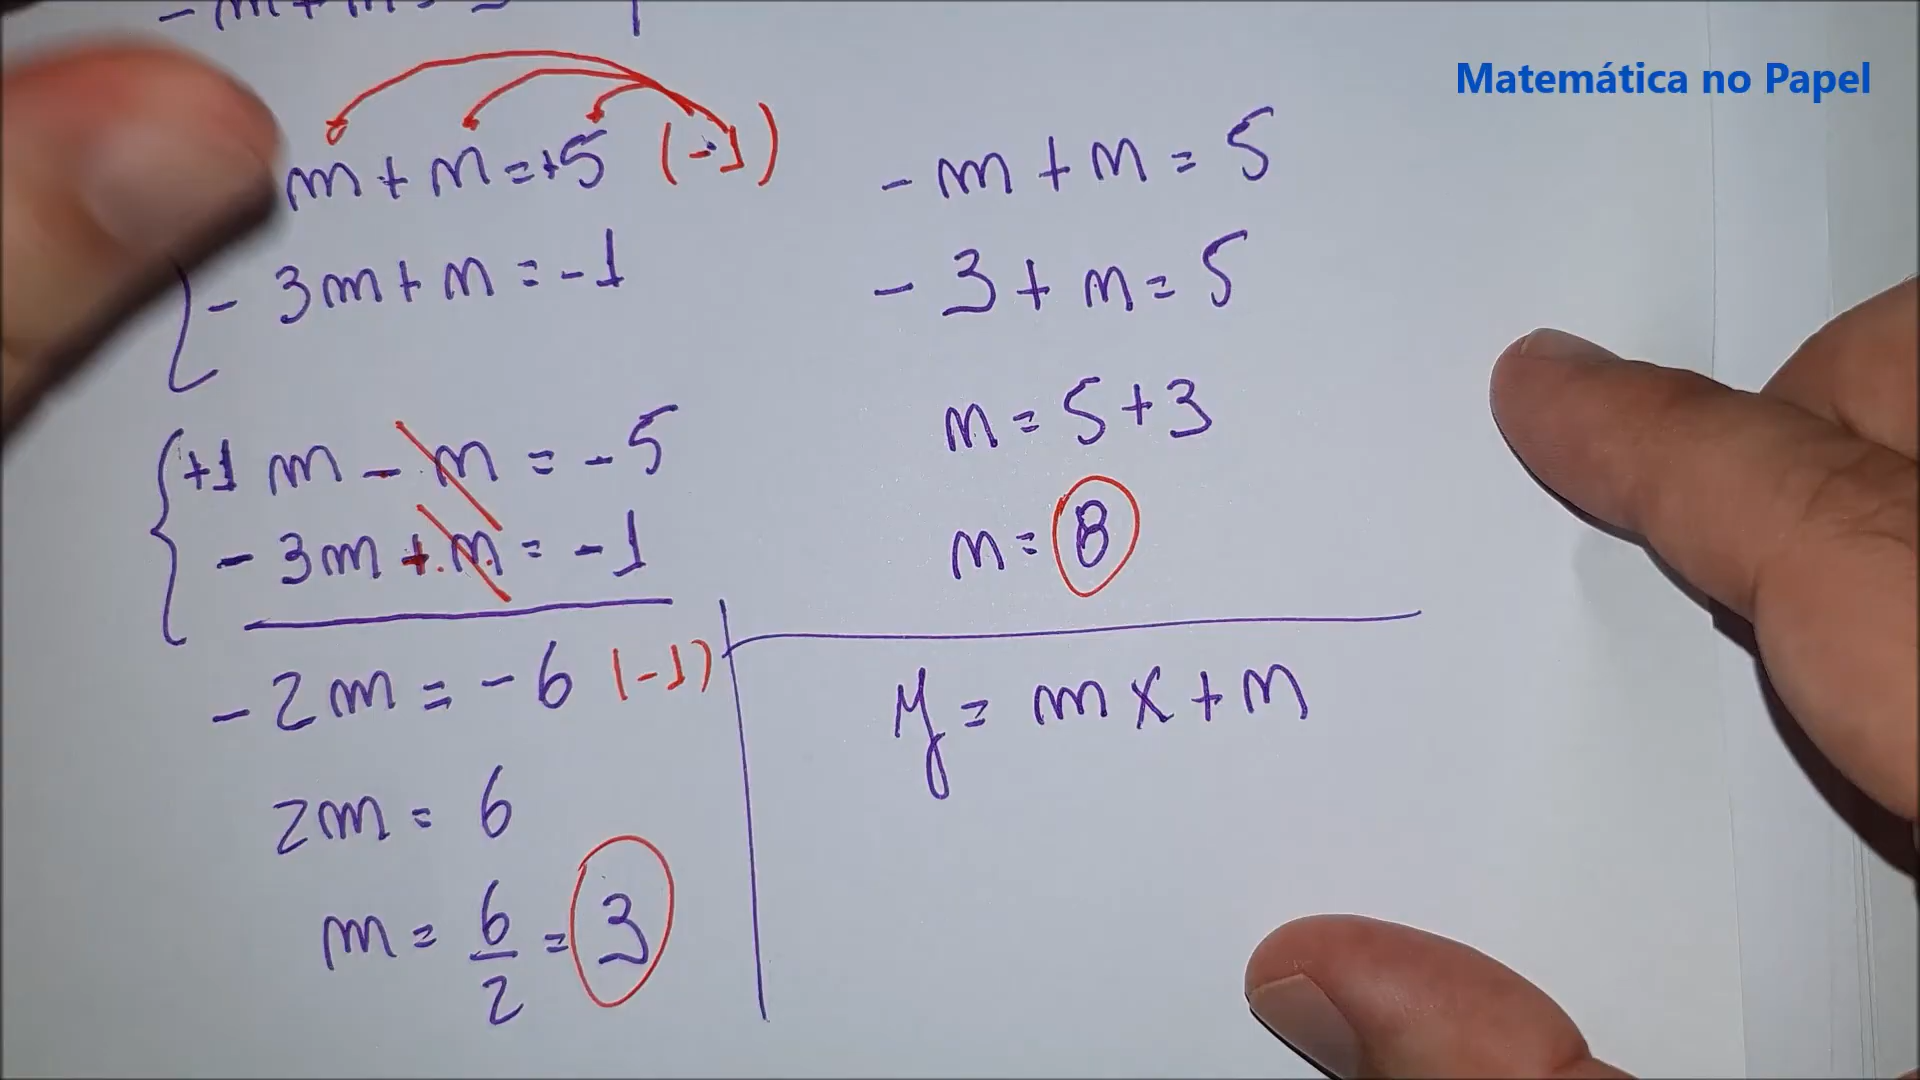 Matemática no Papel
m + m = +5 (-1)
- 3m + m = -1
+1 m - m = -5
- 3m + m = -1
- 2m = -6 (-1)
2m = 6
m = 6/2 = 3
- m + m = 5
- 3 + m = 5
m = 5 + 3
m = 8
y = mx + m